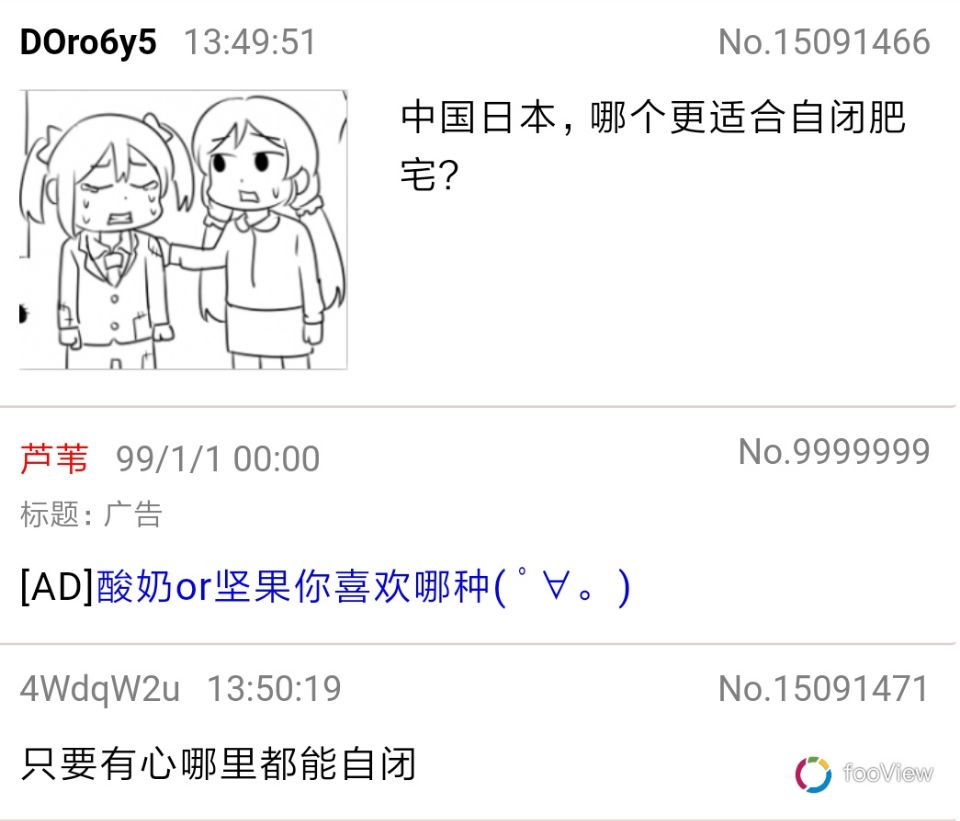 DOro6y5 13:49:51 No.15091466
中国日本，哪个更适合自闭肥
宅?
芦苇 99/1/1 00:00 No.9999999
标题：广告
[AD]酸奶or坚果你喜欢哪种( ﾟ∀。)
4WdqW2u 13:50:19 No.15091471
只要有心哪里都能自闭
fooView